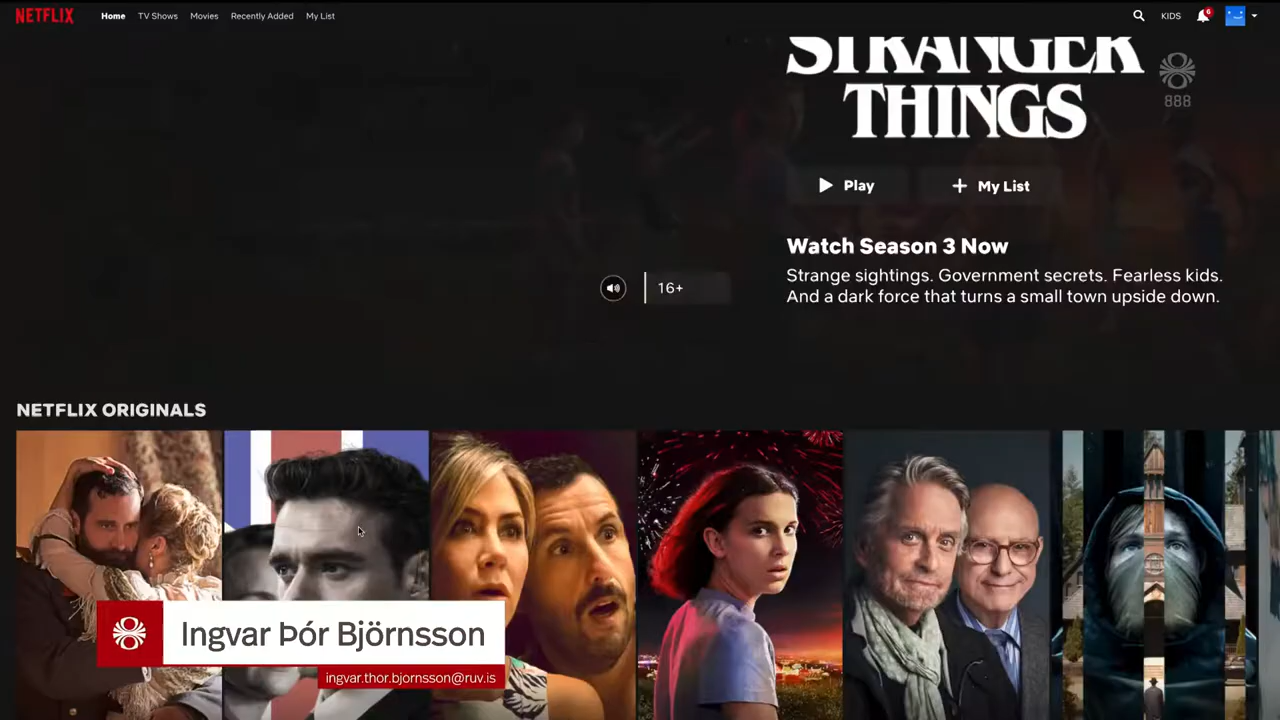 NETFLIX
Home TV Shows Movies Recently Added My List
KIDS
6
STRANGER
THINGS
888
Play
My List
Watch Season 3 Now
Strange sightings. Government secrets. Fearless kids.
And a dark force that turns a small town upside down.
16+
NETFLIX ORIGINALS
Ingvar Þór Björnsson
ingvar.thor.bjornsson@ruv.is